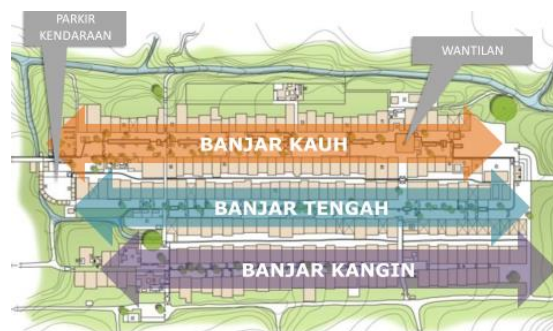 PARKIR
KENDARAAN
WANTILAN
BANJAR KAUH
BANJAR TENGAH
BANJAR KANGIN